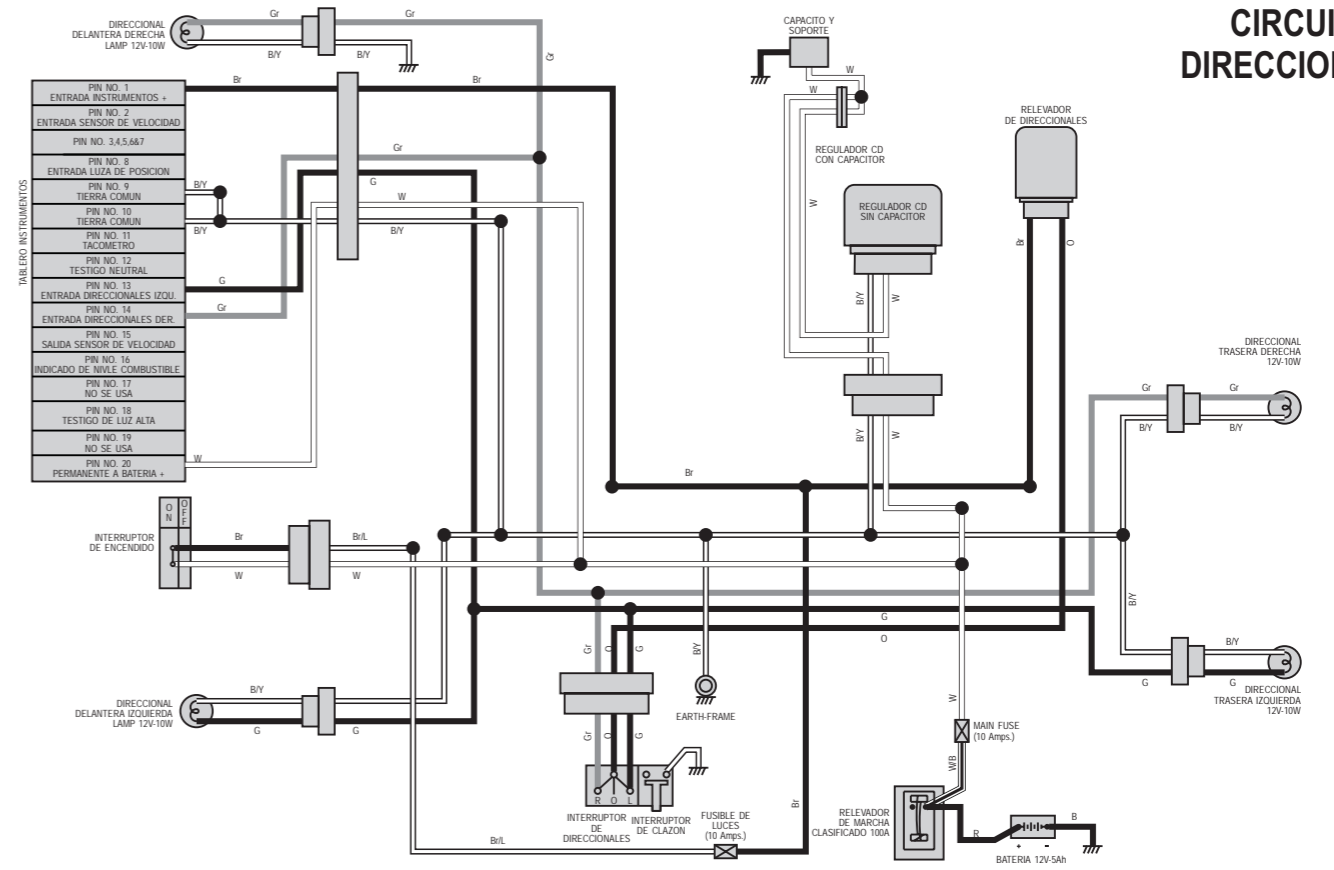 CIRCUI
DIRECCION
DIRECCIONAL
DELANTERA DERECHA
LAMP 12V-10W
Gr
B/Y
Gr
B/Y
Gr
CAPACITO Y
SOPORTE
W
W
W
REGULADOR CD
CON CAPACITOR
REGULADOR CD
SIN CAPACITOR
RELEVADOR
DE DIRECCIONALES
Br
O
TABLERO INSTRUMENTOS
PIN NO. 1
ENTRADA INSTRUMENTOS +
PIN NO. 2
ENTRADA SENSOR DE VELOCIDAD
PIN NO. 3,4,5,6&7
PIN NO. 8
ENTRADA LUZA DE POSICION
PIN NO. 9
TIERRA COMUN
PIN NO. 10
TIERRA COMUN
PIN NO. 11
TACOMETRO
PIN NO. 12
TESTIGO NEUTRAL
PIN NO. 13
ENTRADA DIRECCIONALES IZQU.
PIN NO. 14
ENTRADA DIRECCIONALES DER.
PIN NO. 15
SALIDA SENSOR DE VELOCIDAD
PIN NO. 16
INDICADO DE NIVLE COMBUSTIBLE
PIN NO. 17
NO SE USA
PIN NO. 18
TESTIGO DE LUZ ALTA
PIN NO. 19
NO SE USA
PIN NO. 20
PERMANENTE A BATERIA +
Br
Br
Gr
G
W
B/Y
B/Y
B/Y
G
Gr
W
B/Y
W
B/Y
W
DIRECCIONAL
TRASERA DERECHA
12V-10W
Gr
Gr
B/Y
B/Y
Br
ON
OFF
INTERRUPTOR
DE ENCENDIDO
Br
W
Br/L
W
B/Y
G
O
Gr
O
G
B/Y
EARTH-FRAME
B/Y
G
G
DIRECCIONAL
TRASERA IZQUIERDA
12V-10W
DIRECCIONAL
DELANTERA IZQUIERDA
LAMP 12V-10W
B/Y
G
G
Gr
O
G
R O L
INTERRUPTOR
DE
DIRECCIONALES
INTERRUPTOR
DE CLAZON
FUSIBLE DE
LUCES
(10 Amps.)
Br/L
Br
W
MAIN FUSE
(10 Amps.)
W/B
RELEVADOR
DE MARCHA
CLASIFICADO 100A
R
B
+ -
BATERIA 12V-5Ah